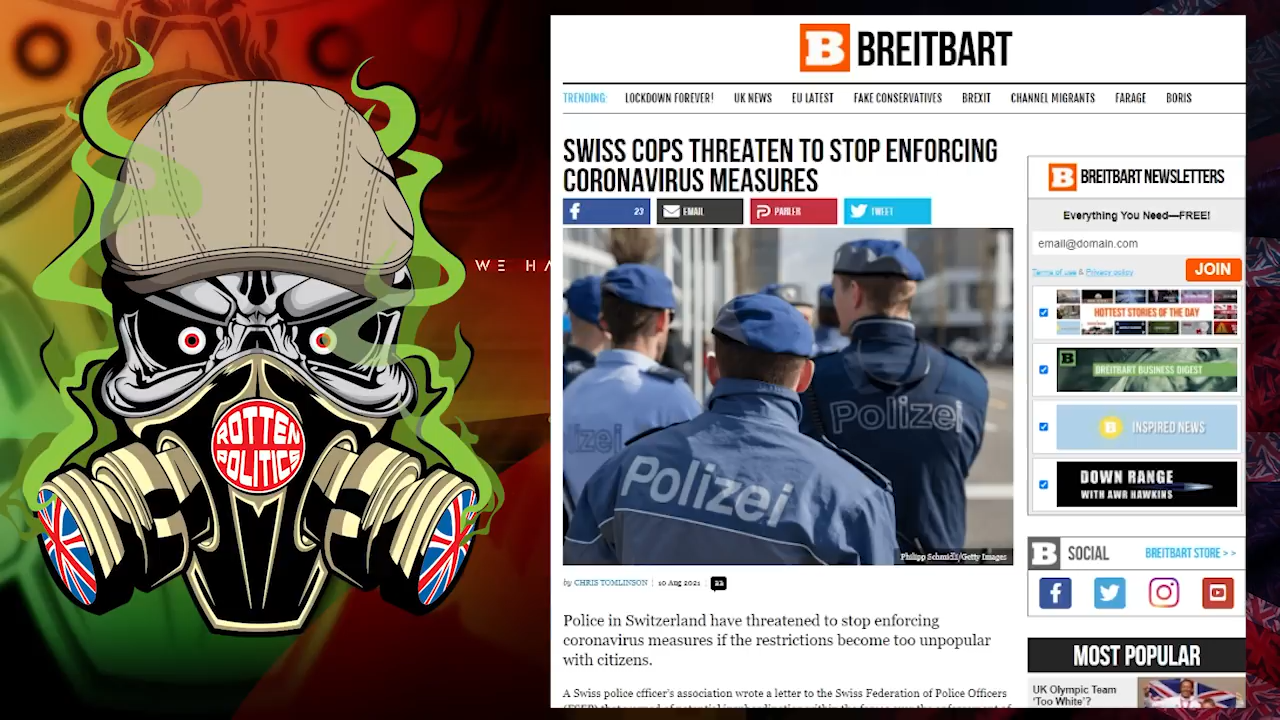 ROTTEN
POLITICS
WE HA
B BREITBART
TRENDING: LOCKDOWN FOREVER! UK NEWS EU LATEST FAKE CONSERVATIVES BREXIT CHANNEL MIGRANTS FARAGE BORIS
SWISS COPS THREATEN TO STOP ENFORCING
CORONAVIRUS MEASURES
23 EMAIL PARLER TWEET
lizei
Polizei
Polizei
Philipp Schmidli/Getty Images
by CHRIS TOMLINSON | 10 Aug 2021 22
Police in Switzerland have threatened to stop enforcing
coronavirus measures if the restrictions become too unpopular
with citizens.
A Swiss police officer's association wrote a letter to the Swiss Federation of Police Officers
B BREITBART NEWSLETTERS
Everything You Need—FREE!
email@domain.com
Terms of use & Privacy policy
JOIN
HOTTEST STORIES OF THE DAY
B
BREITBART BUSINESS DIGEST
B INSPIRED NEWS
DOWN RANGE
WITH AWR HAWKINS
B SOCIAL BREITBART STORE > >
MOST POPULAR
UK Olympic Team
'Too White'?